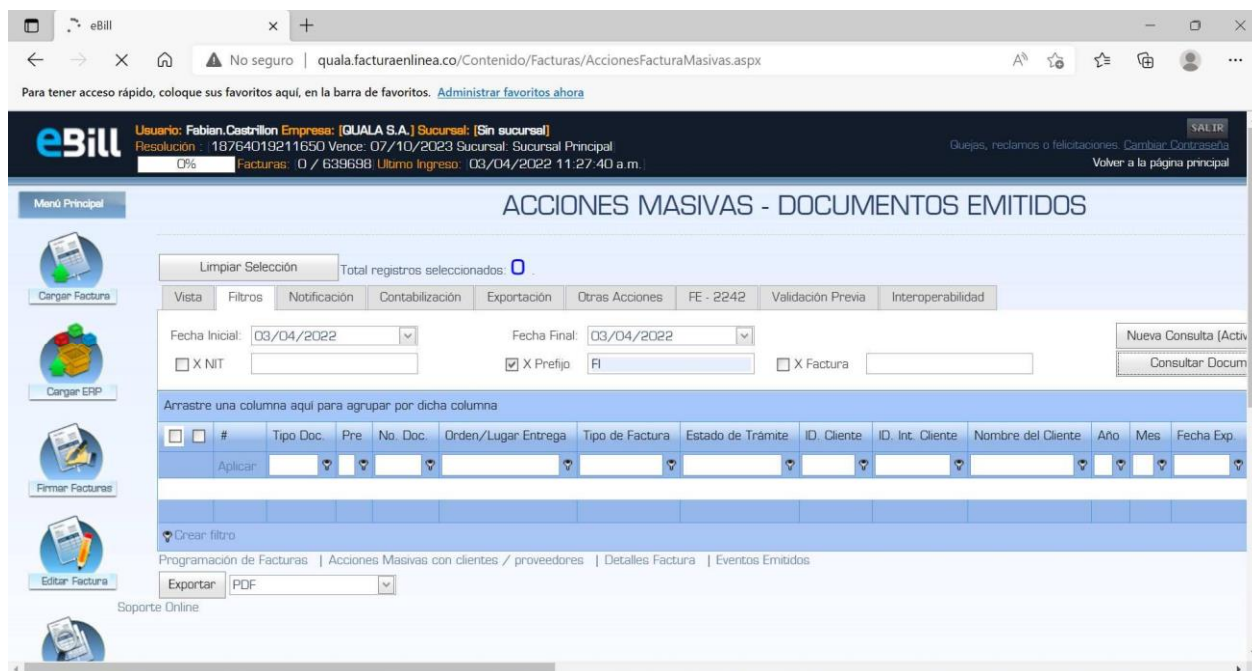 eBill
No seguro | quala.facturaenlinea.co/Contenido/Facturas/AccionesFacturaMasivas.aspx
Para tener acceso rápido, coloque sus favoritos aquí, en la barra de favoritos. Administrar favoritos ahora
eBill
Usuario: Fabian.Castrillon Empresa: [QUALA S.A.] Sucursal: [Sin sucursal]
SALIR
Resolución : |18764019211650 Vence: 07/10/2023 Sucursal: Sucursal Principal|
Quejas, reclamos o felicitaciones. Cambiar Contraseña
0% Facturas: |0 / 639698| Ultimo Ingreso: |03/04/2022 11:27:40 a.m.|
Volver a la página principal
Menú Principal
ACCIONES MASIVAS - DOCUMENTOS EMITIDOS
Limpiar Selección Total registros seleccionados: 0 .
Cargar Factura
Vista Filtros Notificación Contabilización Exportación Otras Acciones FE - 2242 Validación Previa Interoperabilidad
Fecha Inicial: 03/04/2022 Fecha Final: 03/04/2022 Nueva Consulta (Activ
X NIT X Prefijo FI X Factura Consultar Docum
Cargar ERP
Arrastre una columna aquí para agrupar por dicha columna
# Tipo Doc. Pre No. Doc. Orden/Lugar Entrega Tipo de Factura Estado de Trámite ID. Cliente ID. Int. Cliente Nombre del Cliente Año Mes Fecha Exp.
Aplicar
Firmar Facturas
Crear filtro
Programación de Facturas | Acciones Masivas con clientes / proveedores | Detalles Factura | Eventos Emitidos
Editar Factura
Exportar PDF
Soporte Online